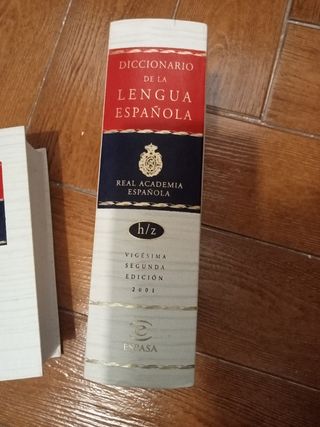 DICCIONARIO
DE LA
LENGUA
ESPAÑOLA
REAL ACADEMIA
ESPAÑOLA
h/z
VIGÉSIMA
SEGUNDA
EDICIÓN
2001
ESPASA